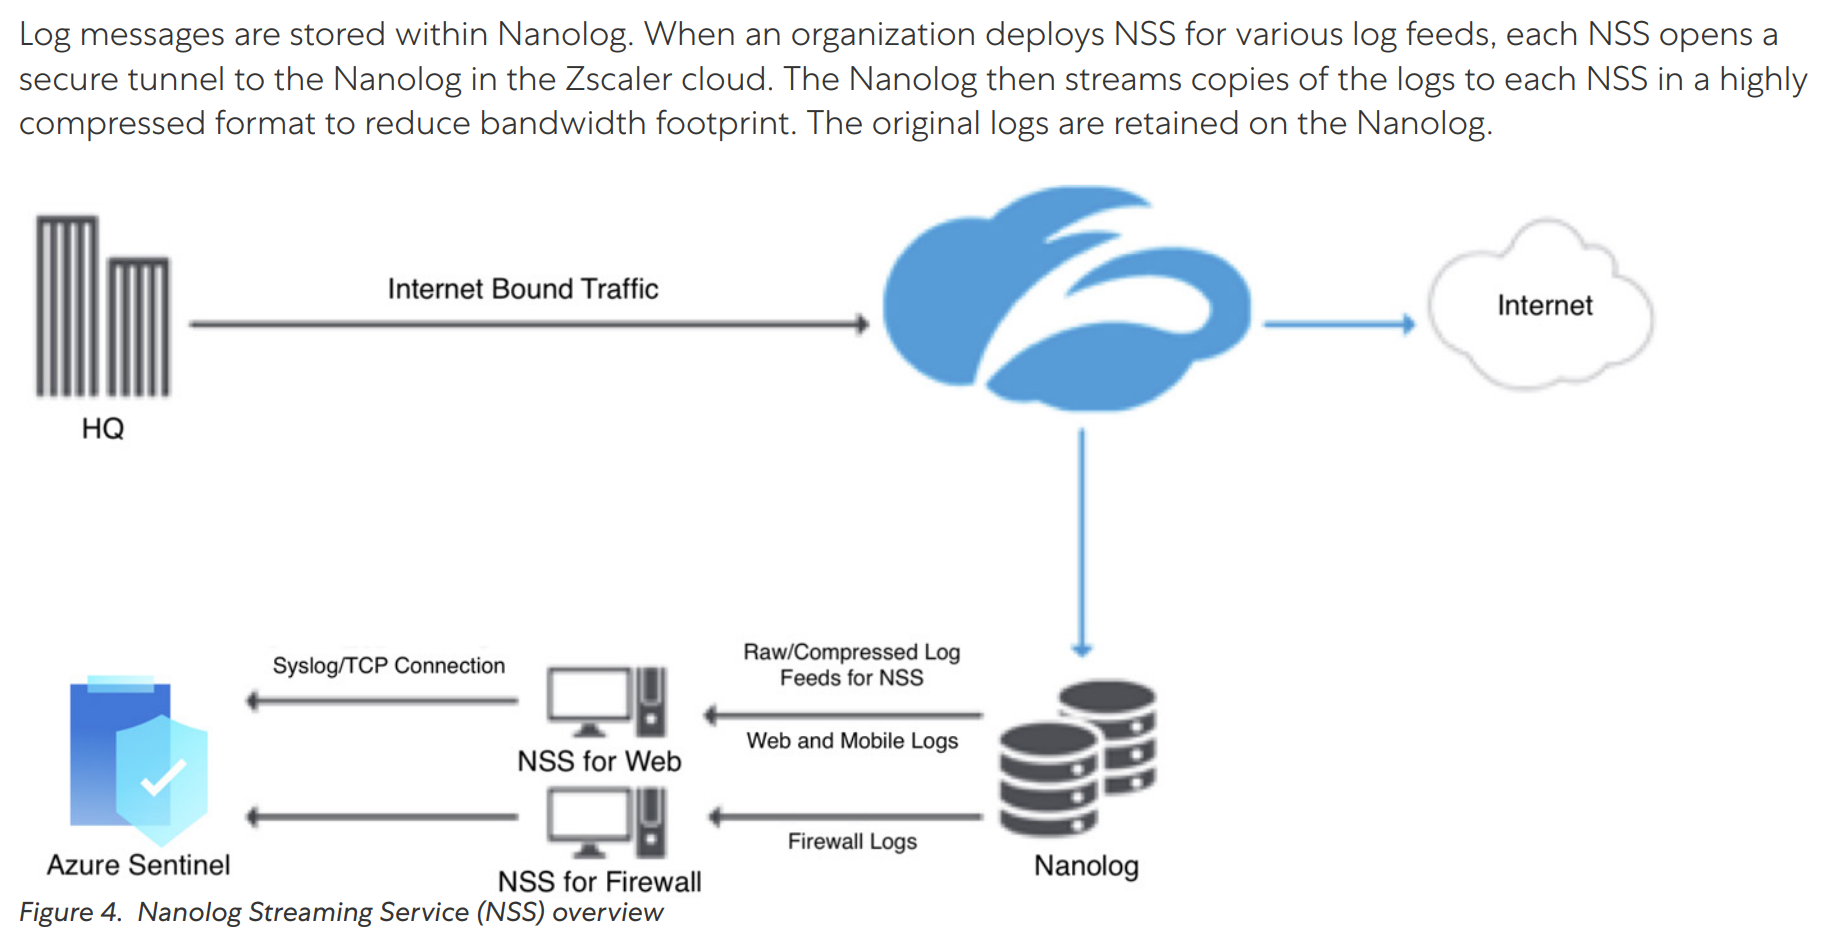 Log messages are stored within Nanolog. When an organization deploys NSS for various log feeds, each NSS opens a
secure tunnel to the Nanolog in the Zscaler cloud. The Nanolog then streams copies of the logs to each NSS in a highly
compressed format to reduce bandwidth footprint. The original logs are retained on the Nanolog.
Internet Bound Traffic
Internet
HQ
Syslog/TCP Connection
Raw/Compressed Log
Feeds for NSS
Web and Mobile Logs
NSS for Web
Firewall Logs
Azure Sentinel
NSS for Firewall
Nanolog
Figure 4. Nanolog Streaming Service (NSS) overview